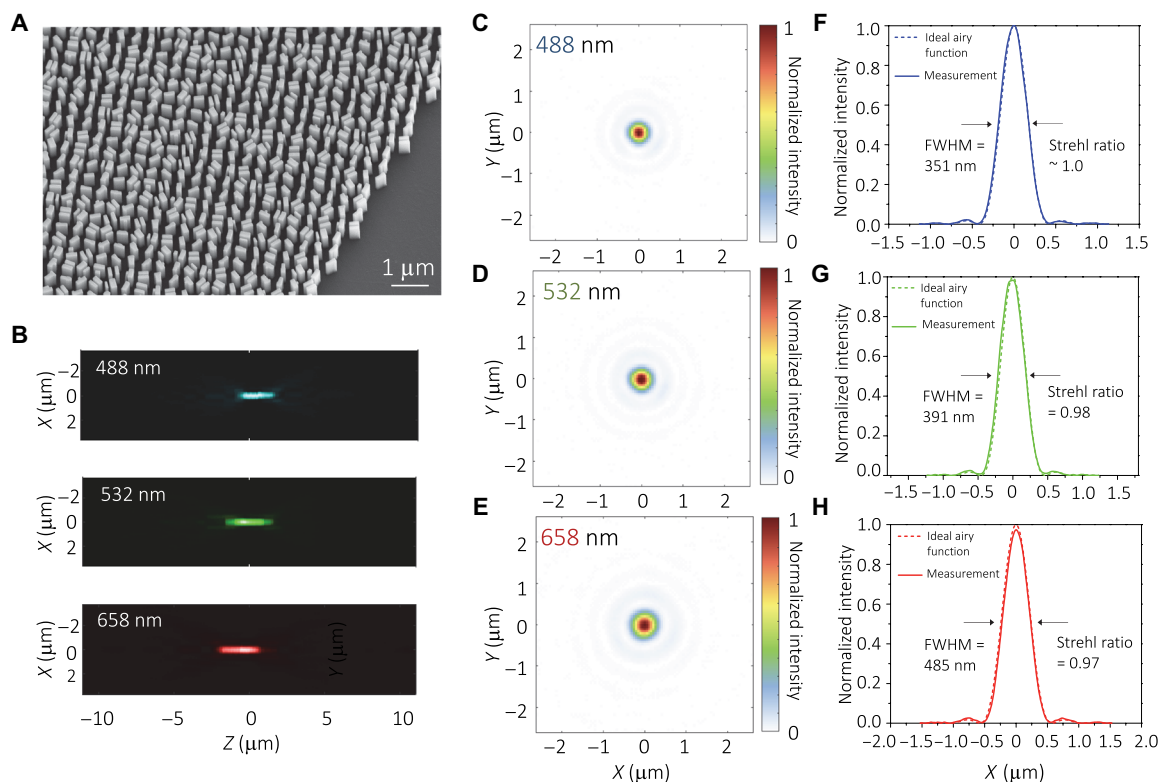 A
1 μm
B
488 nm
X (μm)
−2
0
2
532 nm
X (μm)
−2
0
2
658 nm
X (μm)
−2
0
2
Y (μm)
−10
−5
0
5
10
Z (μm)
C
488 nm
Y (μm)
2
1
0
−1
−2
−2
−1
0
1
2
1
0
Normalized intensity
D
532 nm
Y (μm)
2
1
0
−1
−2
−2
−1
0
1
2
1
0
Normalized intensity
E
658 nm
Y (μm)
2
1
0
−1
−2
−2
−1
0
1
2
X (μm)
1
0
Normalized intensity
F
Ideal airy
function
Measurement
FWHM =
351 nm
Strehl ratio
~ 1.0
Normalized intensity
1.0
0.8
0.6
0.4
0.2
0.0
−1.5
−1.0
−0.5
0
0.5
1.0
1.5
G
Ideal airy
function
Measurement
FWHM =
391 nm
Strehl ratio
= 0.98
Normalized intensity
1.0
0.8
0.6
0.4
0.2
0.0
−1.5
−1.0
−0.5
0
0.5
1.0
1.5
H
Ideal airy
function
Measurement
FWHM =
485 nm
Strehl ratio
= 0.97
Normalized intensity
1.0
0.8
0.6
0.4
0.2
0.0
−2.0
−1.5
−1.0
−0.5
0
0.5
1.0
1.5
2.0
X (μm)